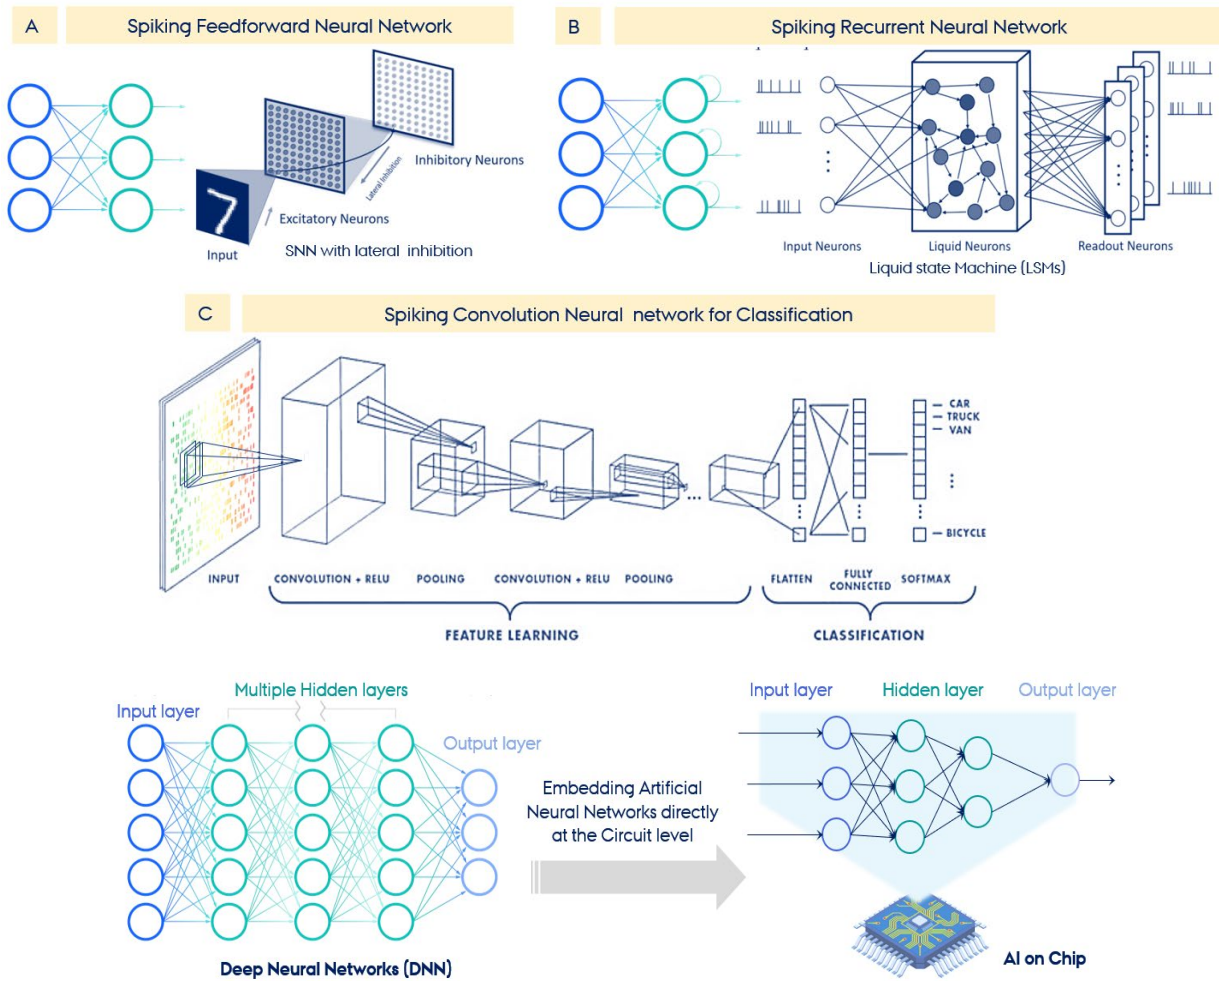 A
Spiking Feedforward Neural Network
Inhibitory Neurons
Lateral Inhibition
Excitatory Neurons
Input
SNN with lateral inhibition
B
Spiking Recurrent Neural Network
Input Neurons
Liquid Neurons
Readout Neurons
Liquid state Machine (LSMs)
C
Spiking Convolution Neural network for Classification
CAR
TRUCK
VAN
BICYCLE
INPUT
CONVOLUTION + RELU
POOLING
CONVOLUTION + RELU
POOLING
FLATTEN
FULLY
CONNECTED
SOFTMAX
FEATURE LEARNING
CLASSIFICATION
Multiple Hidden layers
Input layer
Output layer
Deep Neural Networks (DNN)
Embedding Artificial
Neural Networks directly
at the Circuit level
Input layer
Hidden layer
Output layer
AI on Chip